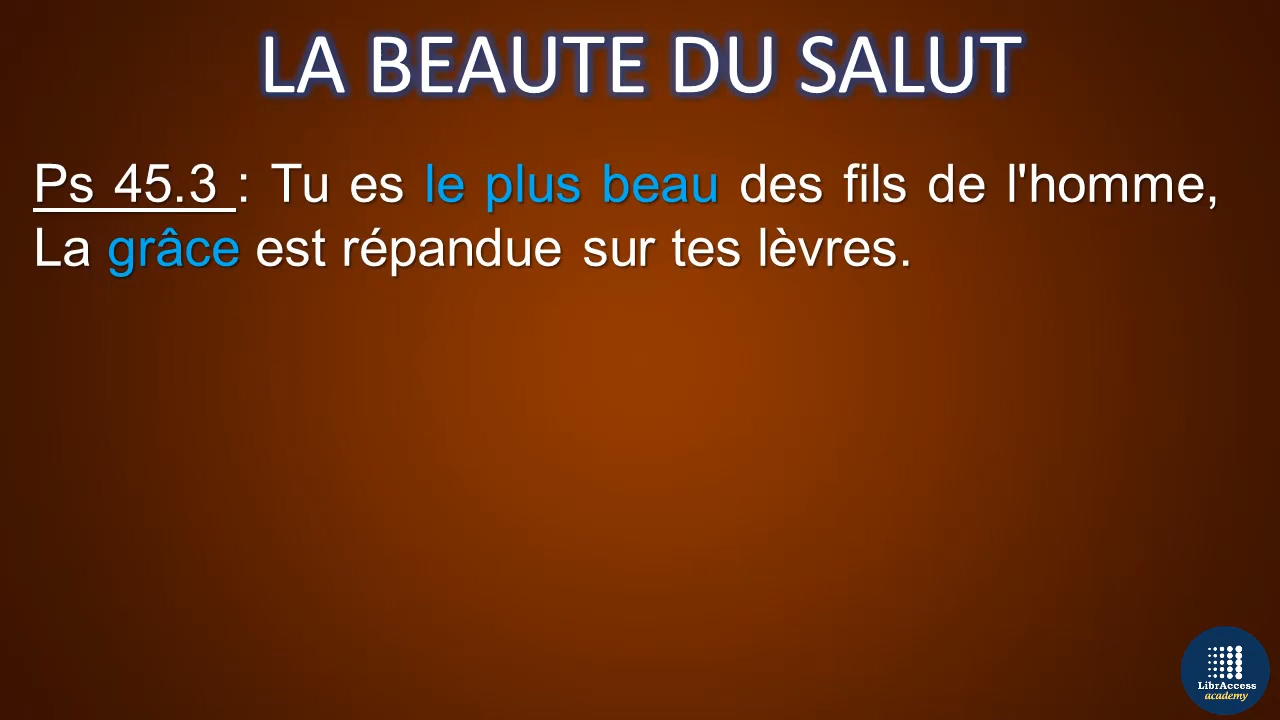 LA BEAUTE DU SALUT
Ps 45.3 : Tu es le plus beau des fils de l'homme,
La grâce est répandue sur tes lèvres.
LibrAccess
academy